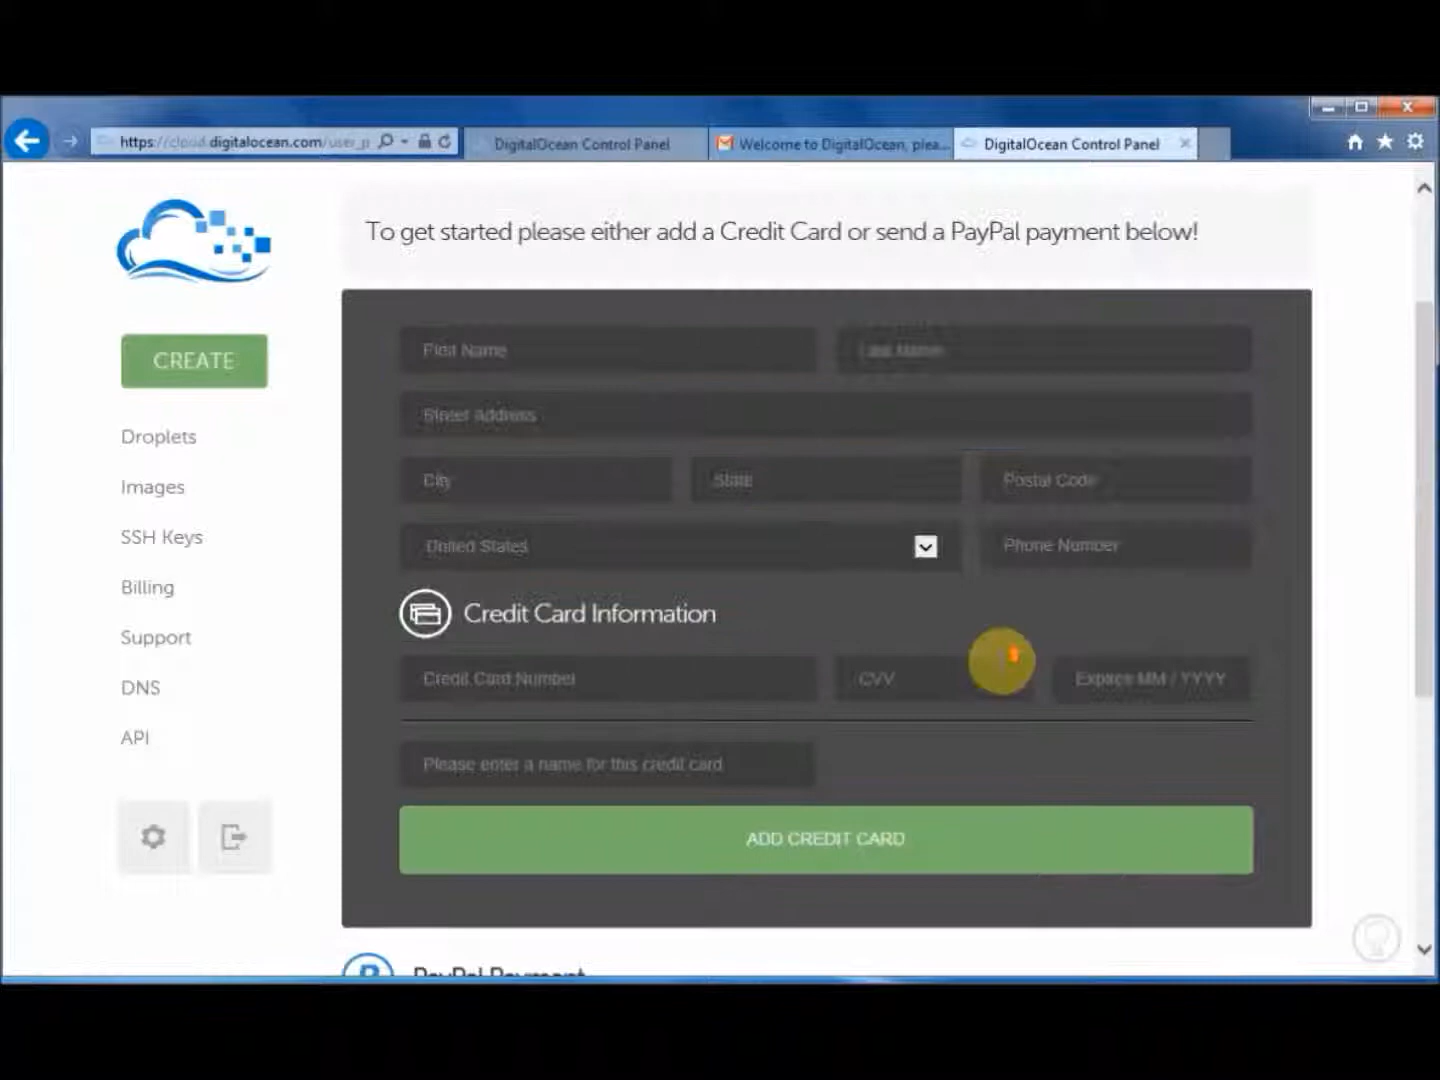 https://cloud.digitalocean.com/user_p
DigitalOcean Control Panel
Welcome to DigitalOcean, plea...
DigitalOcean Control Panel
To get started please either add a Credit Card or send a PayPal payment below!
CREATE
Droplets
Images
SSH Keys
Billing
Support
DNS
API
First Name
Last Name
Street Address
City
State
Postal Code
United States
Phone Number
Credit Card Information
Credit Card Number
CVV
Expires MM / YYYY
Please enter a name for this credit card
ADD CREDIT CARD
PayPal Payment